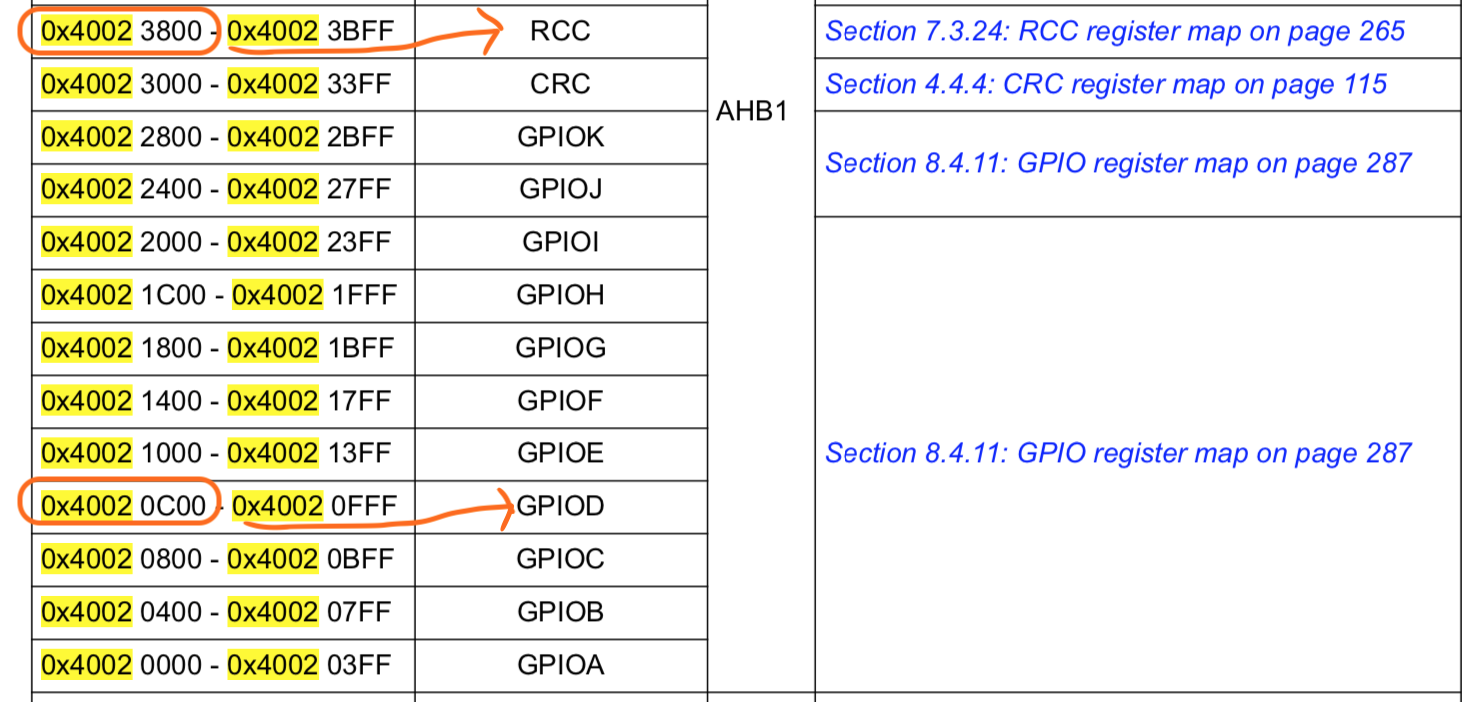 0x4002 3800 - 0x4002 3BFF RCC Section 7.3.24: RCC register map on page 265
0x4002 3000 - 0x4002 33FF CRC Section 4.4.4: CRC register map on page 115
AHB1
0x4002 2800 - 0x4002 2BFF GPIOK
Section 8.4.11: GPIO register map on page 287
0x4002 2400 - 0x4002 27FF GPIOJ
0x4002 2000 - 0x4002 23FF GPIOI
0x4002 1C00 - 0x4002 1FFF GPIOH
0x4002 1800 - 0x4002 1BFF GPIOG
0x4002 1400 - 0x4002 17FF GPIOF
0x4002 1000 - 0x4002 13FF GPIOE Section 8.4.11: GPIO register map on page 287
0x4002 0C00 - 0x4002 0FFF GPIOD
0x4002 0800 - 0x4002 0BFF GPIOC
0x4002 0400 - 0x4002 07FF GPIOB
0x4002 0000 - 0x4002 03FF GPIOA